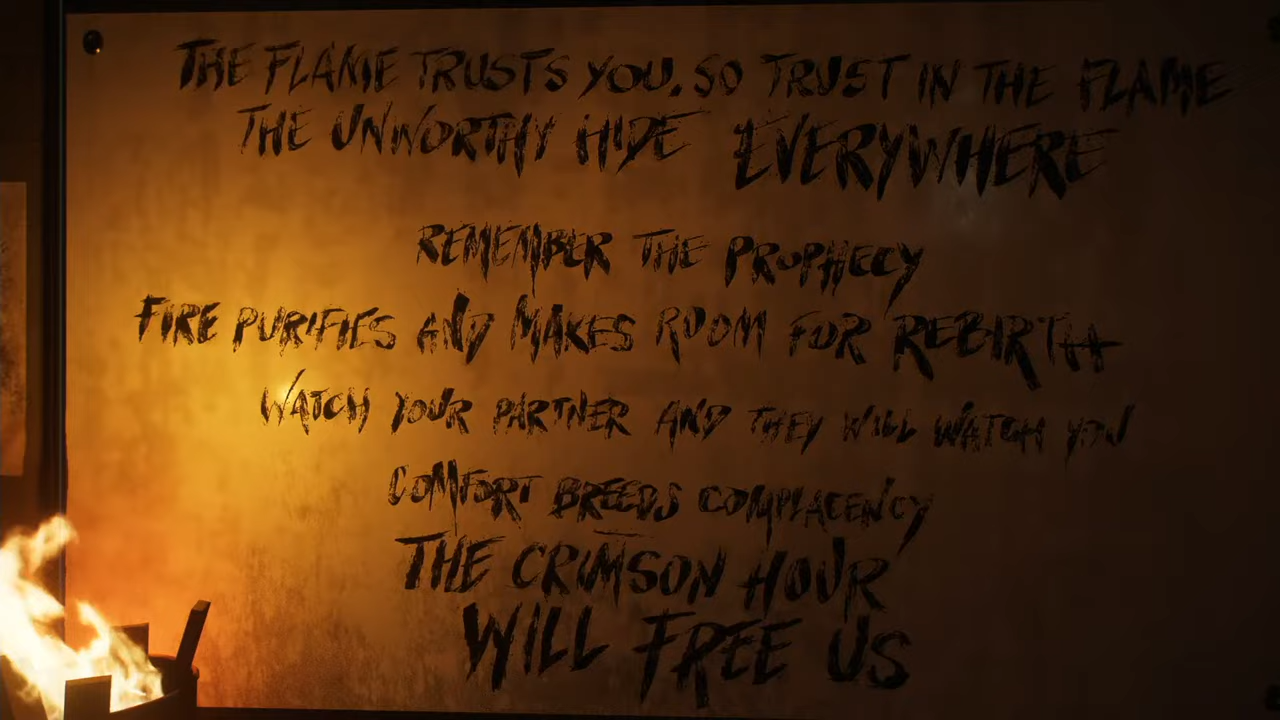 THE FLAME TRUSTS YOU. SO TRUST IN THE FLAME
THE UNWORTHY HIDE EVERYWHERE
REMEMBER THE PROPHECY
FIRE PURIFIES AND MAKES ROOM FOR REBIRTH
WATCH YOUR PARTNER AND THEY WILL WATCH YOU
COMFORT BREEDS COMPLACENCY
THE CRIMSON HOUR
WILL FREE US